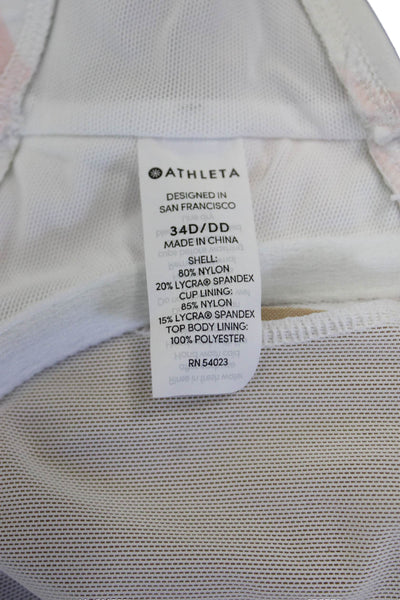 ATHLETA
DESIGNED IN
SAN FRANCISCO
34D/DD
MADE IN CHINA
SHELL:
80% NYLON
20% LYCRA® SPANDEX
CUP LINING:
85% NYLON
15% LYCRA® SPANDEX
TOP BODY LINING:
100% POLYESTER
RN 54023